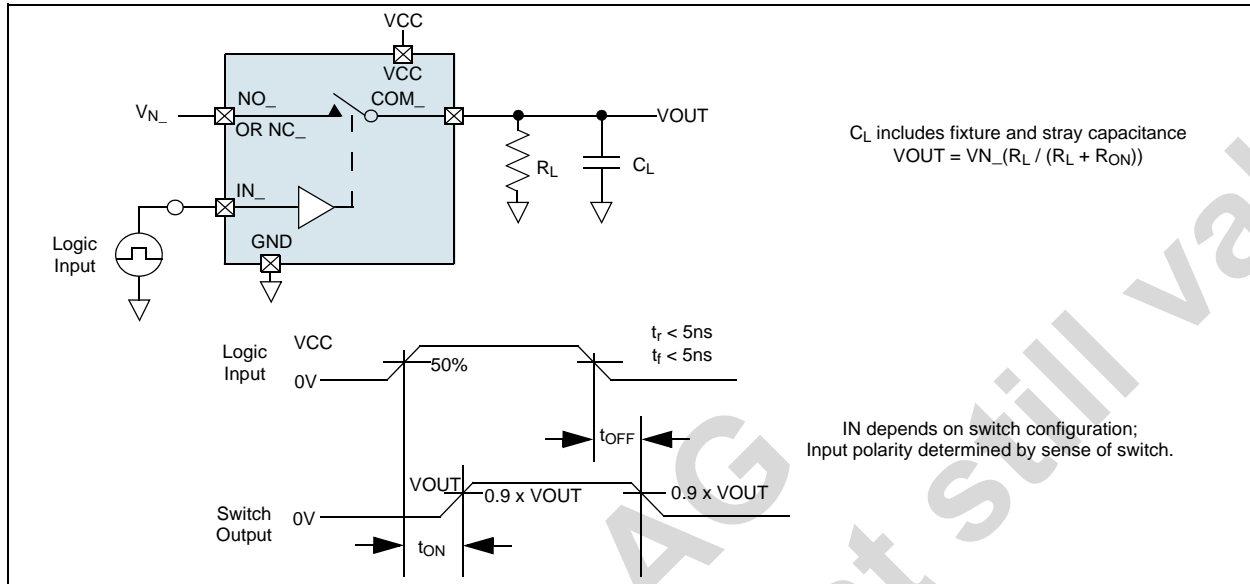 VCC
VCC
NO_
COM_
V_N_
OR NC_
VOUT
R_L
C_L
IN_
GND
Logic
Input
C_L includes fixture and stray capacitance
VOUT = VN_(R_L / (R_L + R_ON))
Logic
Input
VCC
0V
50%
t_r < 5ns
t_f < 5ns
t_OFF
IN depends on switch configuration;
Input polarity determined by sense of switch.
Switch
Output
VOUT
0V
0.9 x VOUT
0.9 x VOUT
t_ON
AG
still val